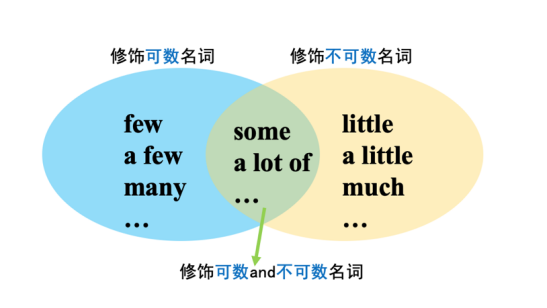 修饰可数名词
修饰不可数名词
few
a few
many
…
some
a lot of
…
little
a little
much
…
修饰可数and不可数名词